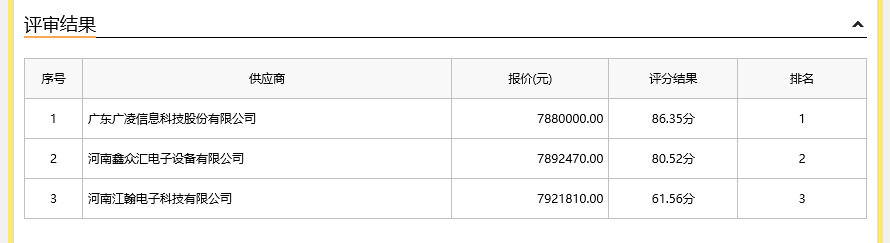 评审结果
序号 供应商 报价(元) 评分结果 排名
1 广东广凌信息科技股份有限公司 7880000.00 86.35分 1
2 河南鑫众汇电子设备有限公司 7892470.00 80.52分 2
3 河南江翰电子科技有限公司 7921810.00 61.56分 3